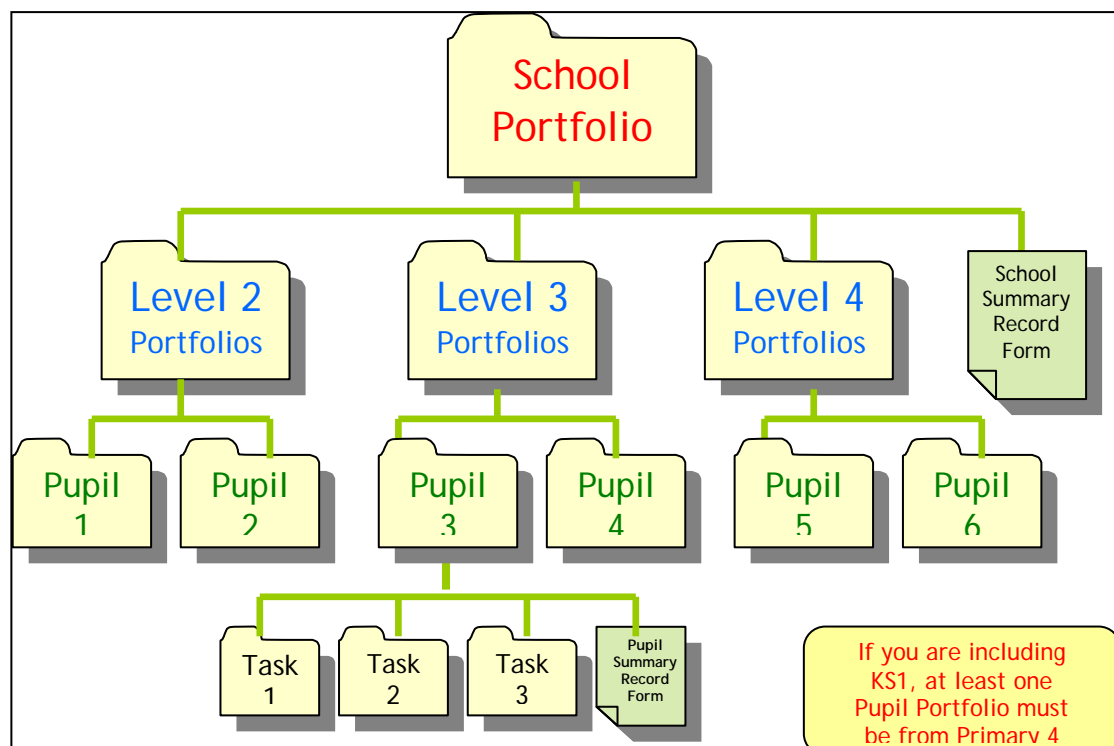 School
Portfolio
Level 2
Portfolios
Level 3
Portfolios
Level 4
Portfolios
School
Summary
Record
Form
Pupil
1
Pupil
2
Pupil
3
Pupil
4
Pupil
5
Pupil
6
Task
1
Task
2
Task
3
Pupil
Summary
Record
Form
If you are including
KS1, at least one
Pupil Portfolio must
be from Primary 4